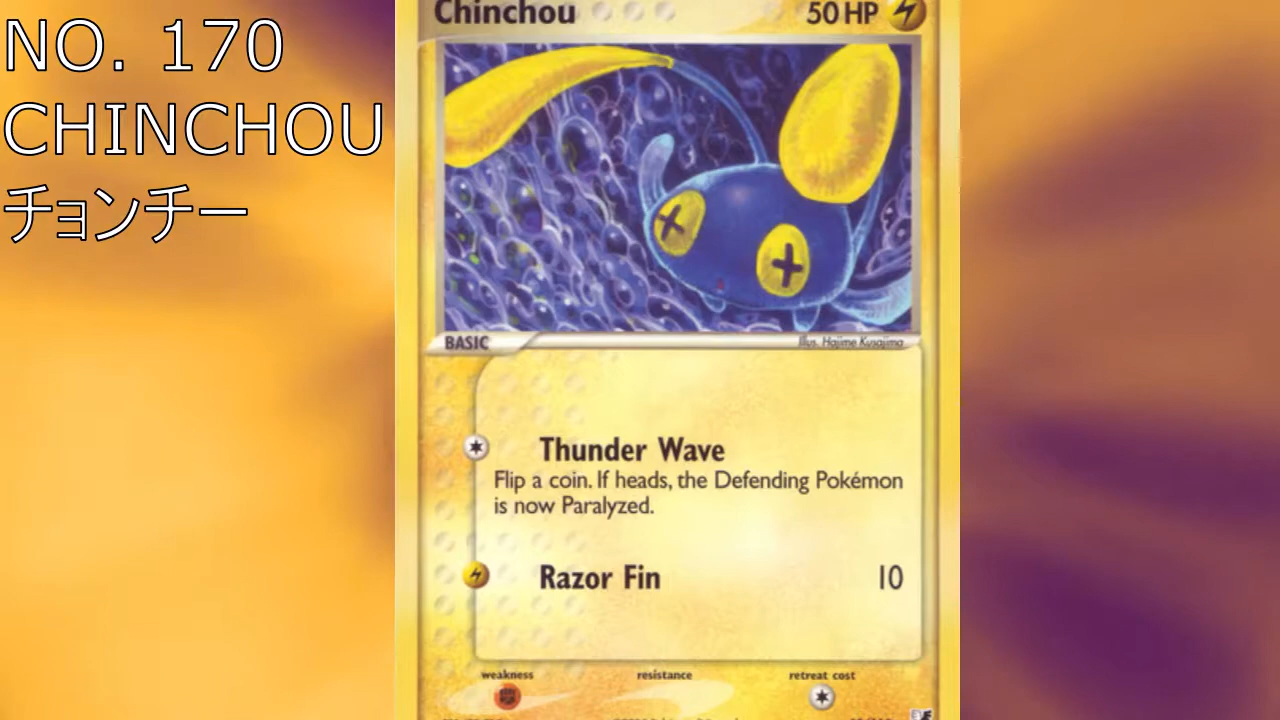 NO. 170
CHINCHOU
チョンチー
Chinchou 50 HP
BASIC
Illus. Hajime Kusajima
Thunder Wave
Flip a coin. If heads, the Defending Pokémon
is now Paralyzed.
Razor Fin 10
weakness resistance retreat cost